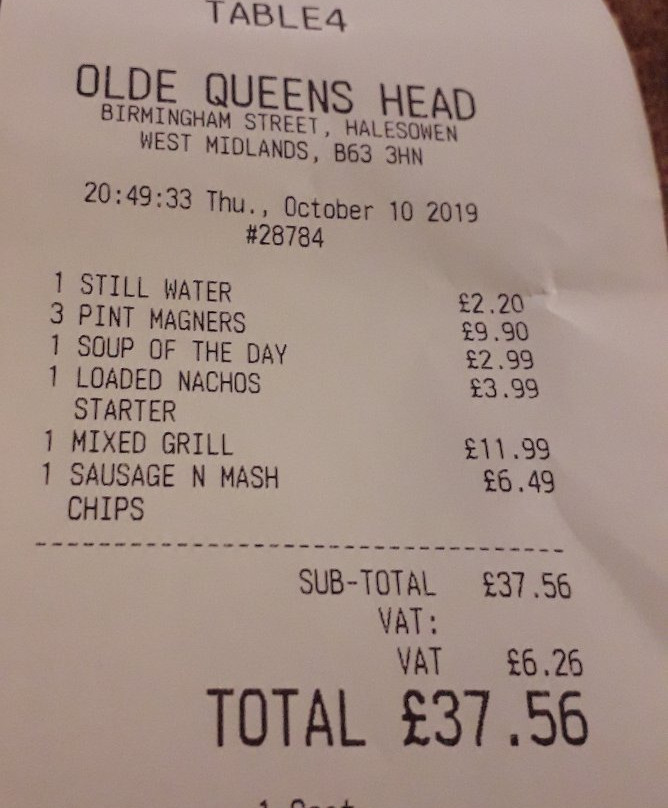 TABLE4
OLDE QUEENS HEAD
BIRMINGHAM STREET, HALESOWEN
WEST MIDLANDS, B63 3HN
20:49:33 Thu., October 10 2019
#28784
1 STILL WATER £2.20
3 PINT MAGNERS £9.90
1 SOUP OF THE DAY £2.99
1 LOADED NACHOS £3.99
STARTER
1 MIXED GRILL £11.99
1 SAUSAGE N MASH £6.49
CHIPS
SUB-TOTAL £37.56
VAT:
VAT £6.26
TOTAL £37.56